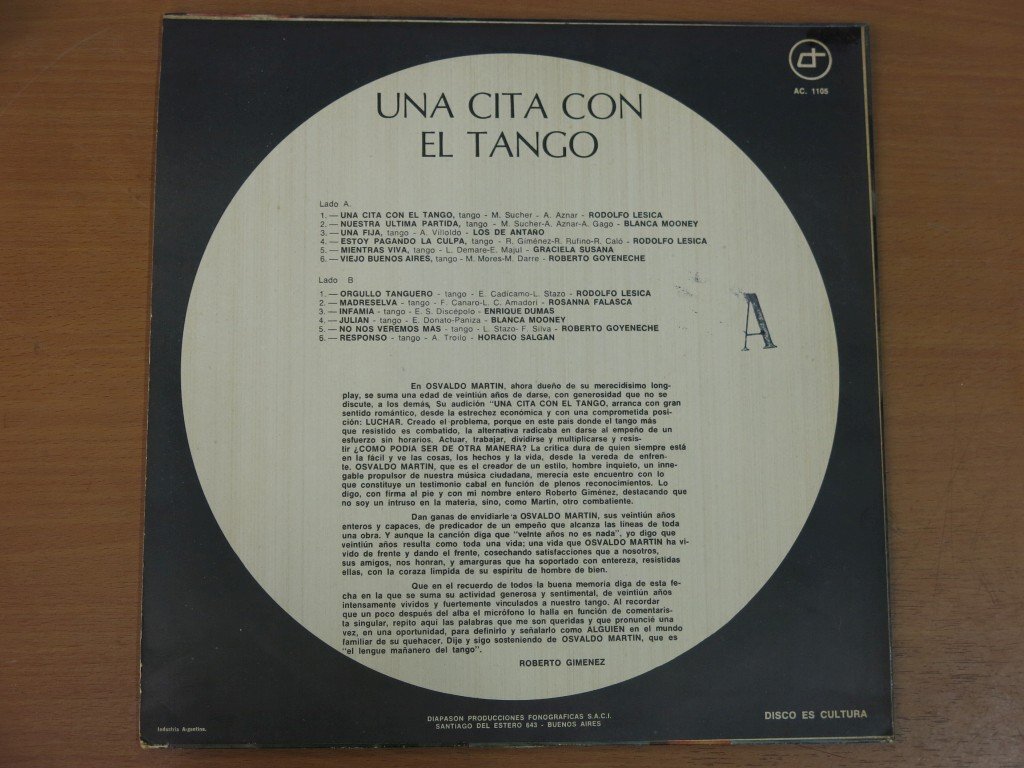 AC. 1105
UNA CITA CON
EL TANGO
Lado A.
1. — UNA CITA CON EL TANGO, tango - M. Sucher - A. Aznar - RODOLFO LESICA
2. — NUESTRA ULTIMA PARTIDA, tango - M. Sucher-A. Aznar-A. Gago - BLANCA MOONEY
3. — UNA FIJA, tango - A. Villoldo - LOS DE ANTAÑO
4. — ESTOY PAGANDO LA CULPA, tango - R. Giménez-R. Rufino-R. Caló - RODOLFO LESICA
5. — MIENTRAS VIVA, tango - L. Demare-E. Majul - GRACIELA SUSANA
6. — VIEJO BUENOS AIRES, tango - M. Mores-M. Darre - ROBERTO GOYENECHE
Lado B
1. — ORGULLO TANGUERO - tango - E. Cadicamo-L. Stazo - RODOLFO LESICA
2. — MADRESELVA - tango - F. Canaro-L. C. Amadori - ROSANNA FALASCA
3. — INFAMIA - tango - E. S. Discépolo - ENRIQUE DUMAS
4. — JULIAN - tango - E. Donato-Paniza - BLANCA MOONEY
5. — NO NOS VEREMOS MAS - tango - L. Stazo- F. Silva - ROBERTO GOYENECHE
6. — RESPONSO - tango - A. Troilo - HORACIO SALGAN
A
En OSVALDO MARTIN, ahora dueño de su merecidísimo long-
play, se suma una edad de veintiún años de darse, con generosidad que no se
discute, a los demás, Su audición "UNA CITA CON EL TANGO, arranca con gran
sentido romántico, desde la estrechez económica y con una comprometida posi-
ción: LUCHAR. Creado el problema, porque en este país donde el tango más
que resistido es combatido, la alternativa radicaba en darse al empeño de un
esfuerzo sin horarios. Actuar, trabajar, dividirse y multiplicarse y resis-
tir ¿COMO PODIA SER DE OTRA MANERA? La crítica dura de quien siempre está
en la fácil y ve las cosas, los hechos y la vida, desde la vereda de enfren-
te. OSVALDO MARTIN, que es el creador de un estilo, hombre inquieto, un inne-
gable propulsor de nuestra música ciudadana, merecía este encuentro con lo
que constituye un testimonio cabal en función de plenos reconocimientos. Lo
digo, con firma al pie y con mi nombre entero Roberto Giménez, destacando que
no soy un intruso en la materia, sino, como Martín, otro combatiente.
Dan ganas de envidiarle a OSVALDO MARTIN, sus veintiún años
enteros y capaces, de predicador de un empeño que alcanza las líneas de toda
una obra. Y aunque la canción diga que "veinte años no es nada", yo digo que
veintiún años resulta como toda una vida; una vida que OSVALDO MARTIN ha vi-
vido de frente y dando el frente, cosechando satisfacciones que a nosotros,
sus amigos, nos honran, y amarguras que ha soportado con entereza, resistidas
ellas, con la coraza límpida de su espíritu de hombre de bien.
Que en el recuerdo de todos la buena memoria diga de esta fe-
cha en la que se suma su actividad generosa y sentimental, de veintiún años
intensamente vividos y fuertemente vinculados a nuestro tango. Al recordar
que un poco después del alba el micrófono lo halla en función de comentaris-
ta singular, repito aquí las palabras que me son queridas y que pronuncié una
vez, en una oportunidad, para definirlo y señalarlo como ALGUIEN en el mundo
familiar de su quehacer. Dije y sigo sosteniendo de OSVALDO MARTIN, que es
"el lengue mañanero del tango".
ROBERTO GIMENEZ
DIAPASON PRODUCCIONES FONOGRAFICAS S.A.C.I.
SANTIAGO DEL ESTERO 643 - BUENOS AIRES
DISCO ES CULTURA
Industria Argentina.